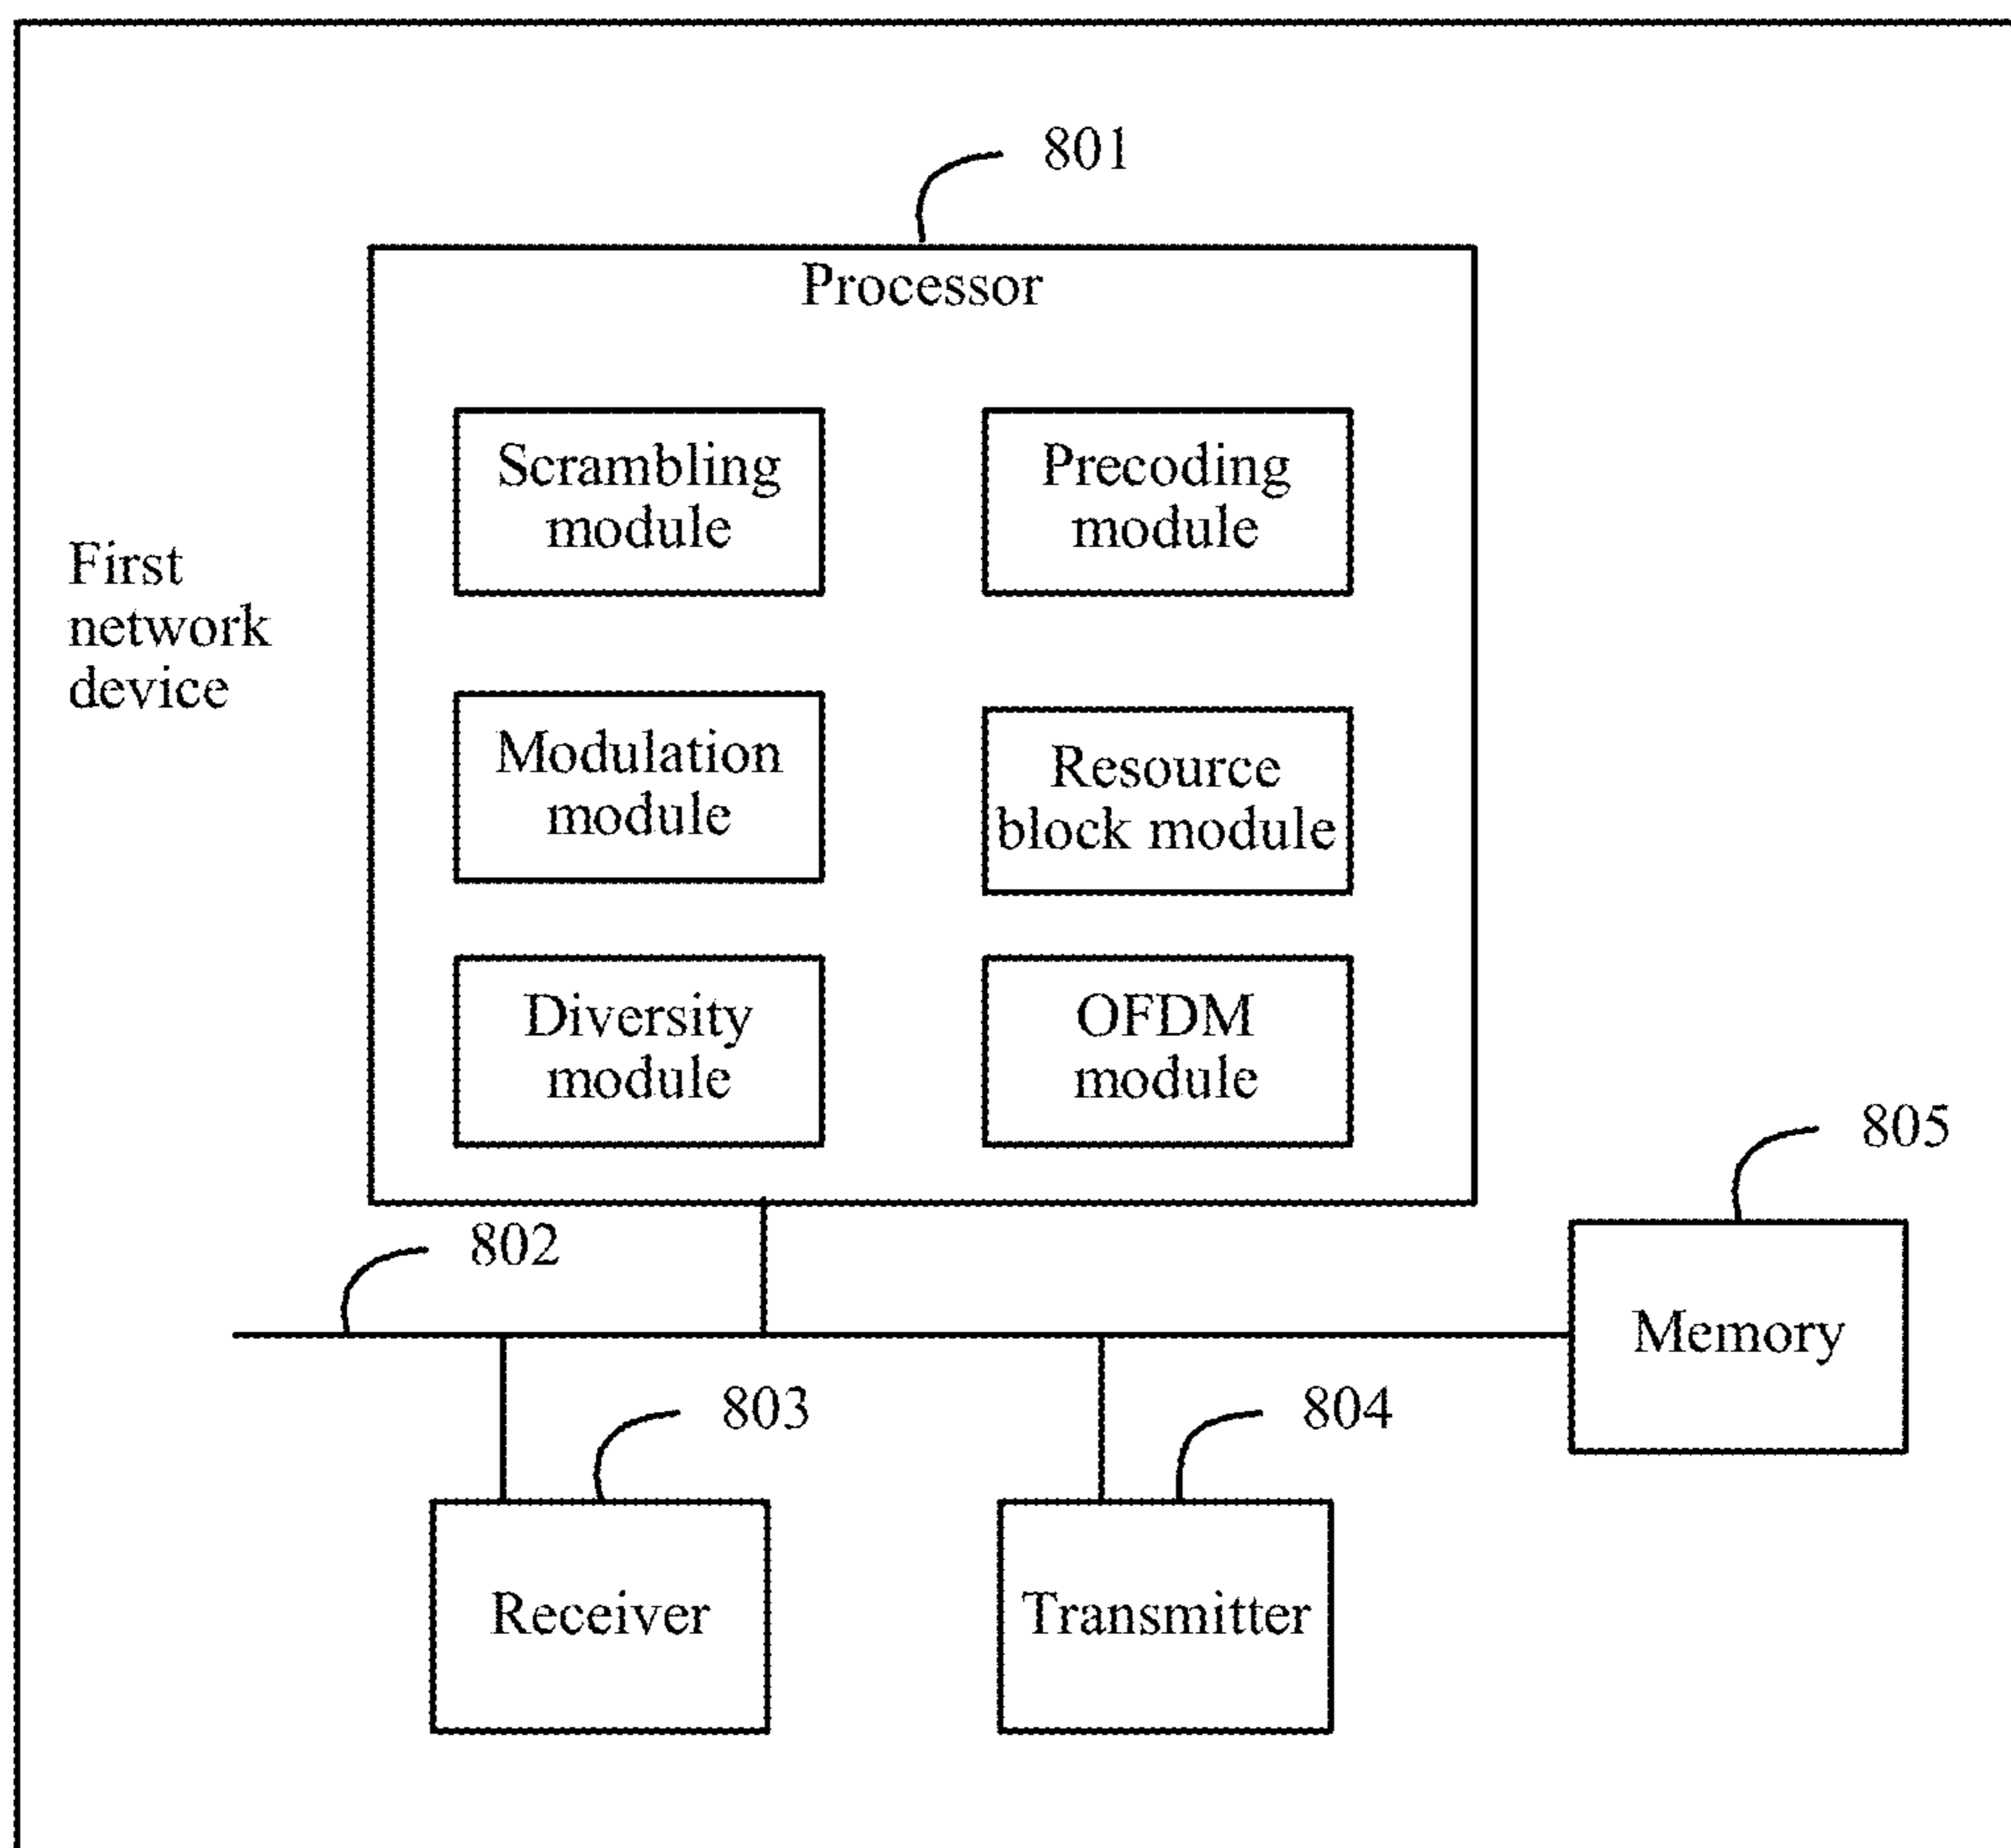 801
Processor
Scrambling
module
Precoding
module
First
network
device
Modulation
module
Resource
block module
Diversity
module
OFDM
module
805
802
Memory
803
804
Receiver
Transmitter